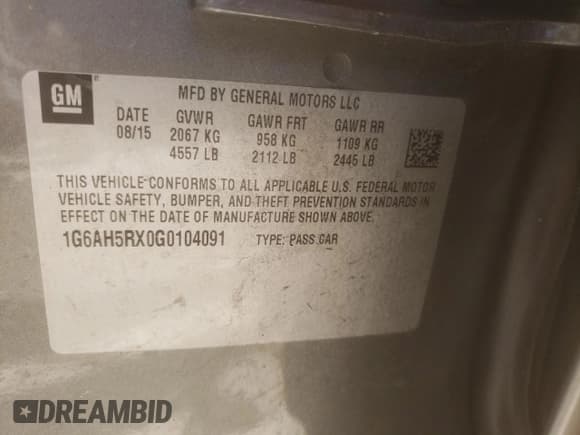 GM
MFD BY GENERAL MOTORS LLC
DATE GVWR GAWR FRT GAWR RR
08/15 2067 KG 958 KG 1109 KG
4557 LB 2112 LB 2445 LB
THIS VEHICLE CONFORMS TO ALL APPLICABLE U.S. FEDERAL MOTOR
VEHICLE SAFETY, BUMPER, AND THEFT PREVENTION STANDARDS IN
EFFECT ON THE DATE OF MANUFACTURE SHOWN ABOVE.
1G6AH5RX0G0104091 TYPE: PASS CAR
DREAMBID